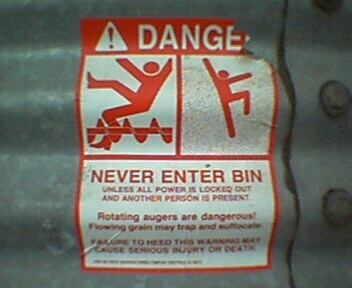 DANGE
NEVER ENTER BIN
UNLESS ALL POWER IS LOCKED OUT
AND ANOTHER PERSON IS PRESENT.
Rotating augers are dangerous!
Flowing grain may trap and suffocate.
FAILURE TO HEED THIS WARNING MAY
CAUSE SERIOUS INJURY OR DEATH.